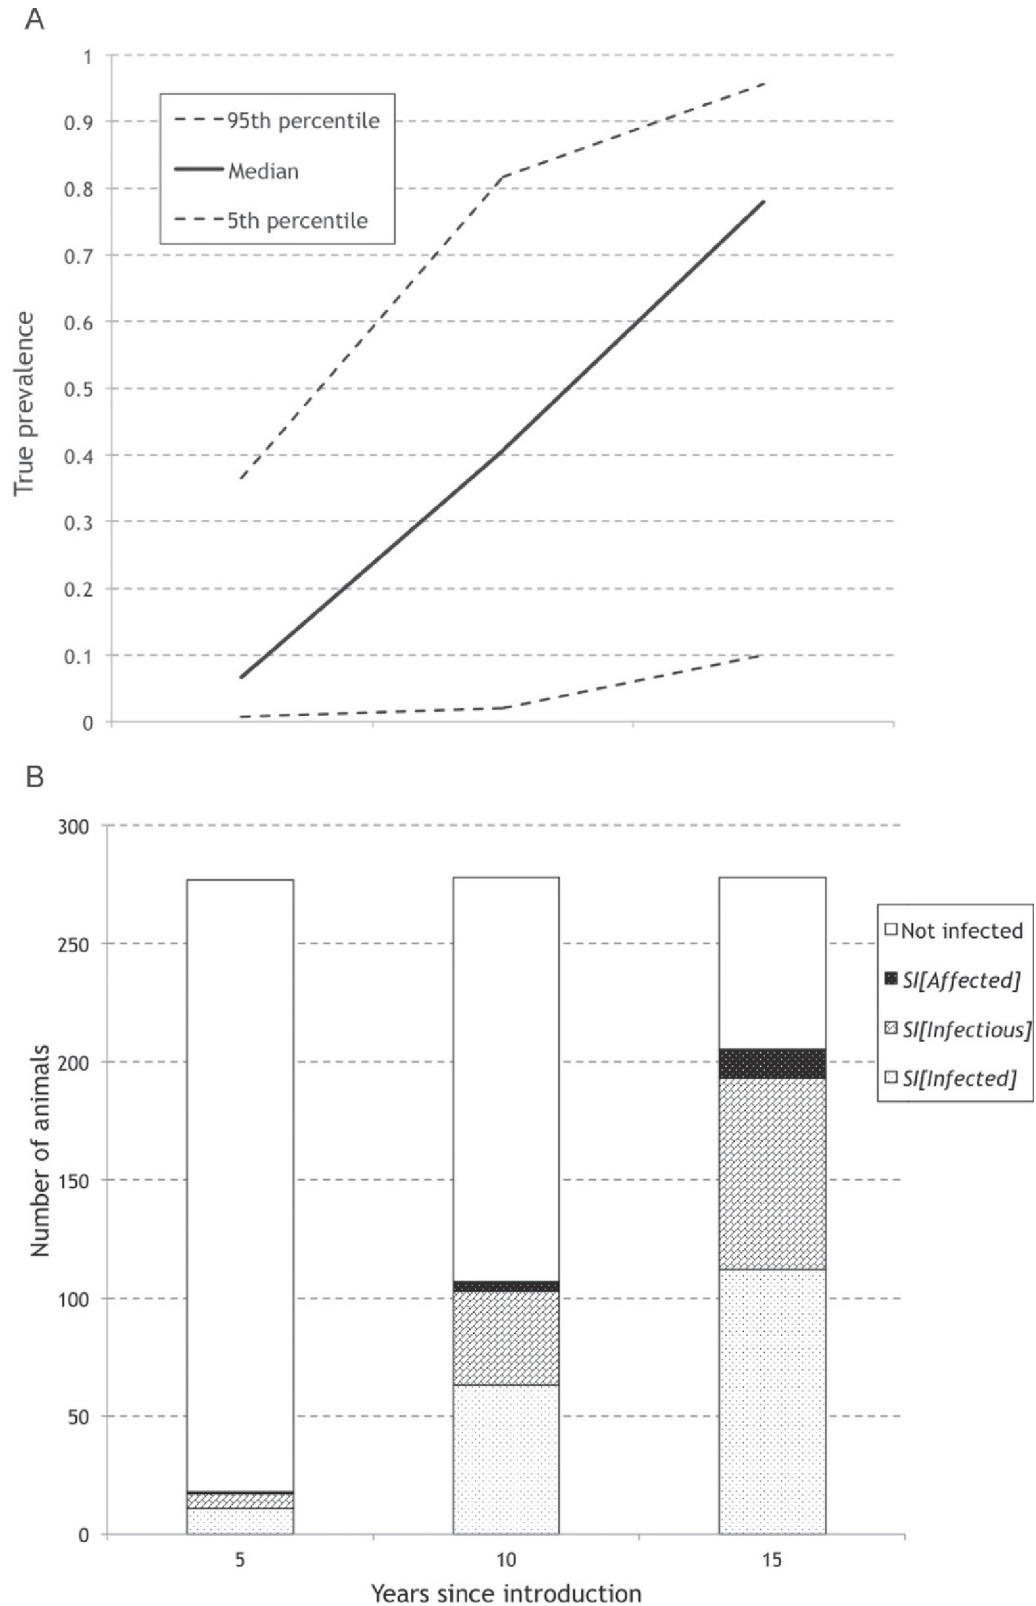 A
1
0.9
0.8
0.7
0.6
0.5
0.4
0.3
0.2
0.1
0
True prevalence
95th percentile
Median
5th percentile
B
300
250
200
150
100
50
0
Number of animals
Not infected
SI[Affected]
SI[Infectious]
SI[Infected]
5 10 15
Years since introduction